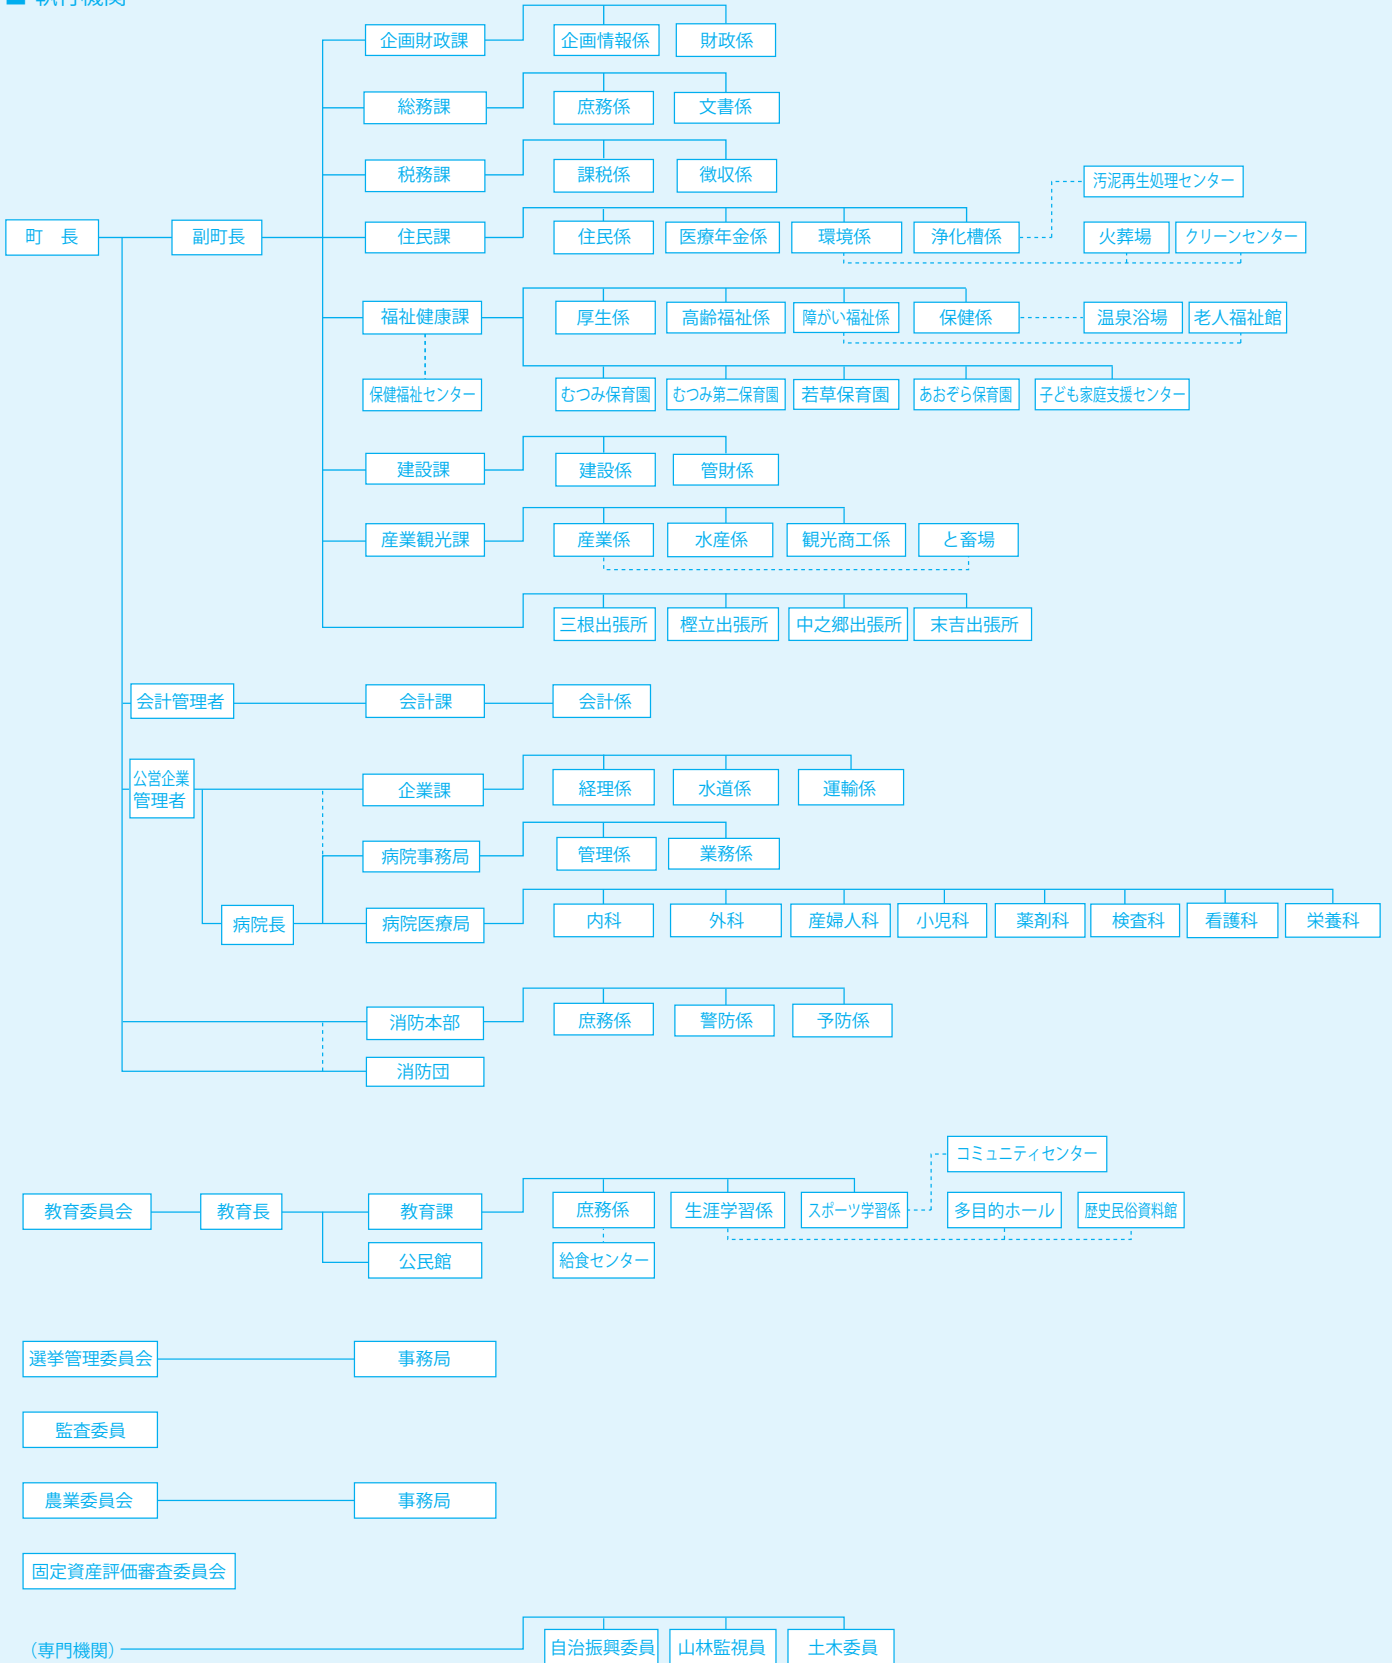 執行機関
企画財政課
企画情報係
財政係
総務課
庶務係
文書係
税務課
課税係
徴収係
汚泥再生処理センター
町　長
副町長
住民課
住民係
医療年金係
環境係
浄化槽係
火葬場
クリーンセンター
福祉健康課
厚生係
高齢福祉係
障がい福祉係
保健係
温泉浴場
老人福祉館
保健福祉センター
むつみ保育園
むつみ第二保育園
若草保育園
あおぞら保育園
子ども家庭支援センター
建設課
建設係
管財係
産業観光課
産業係
水産係
観光商工係
と畜場
三根出張所
樫立出張所
中之郷出張所
末吉出張所
会計管理者
会計課
会計係
公営企業
管理者
企業課
経理係
水道係
運輸係
病院事務局
管理係
業務係
病院長
病院医療局
内科
外科
産婦人科
小児科
薬剤科
検査科
看護科
栄養科
消防本部
庶務係
警防係
予防係
消防団
コミュニティセンター
教育委員会
教育長
教育課
庶務係
生涯学習係
スポーツ学習係
多目的ホール
歴史民俗資料館
公民館
給食センター
選挙管理委員会
事務局
監査委員
農業委員会
事務局
固定資産評価審査委員会
（専門機関）
自治振興委員
山林監視員
土木委員